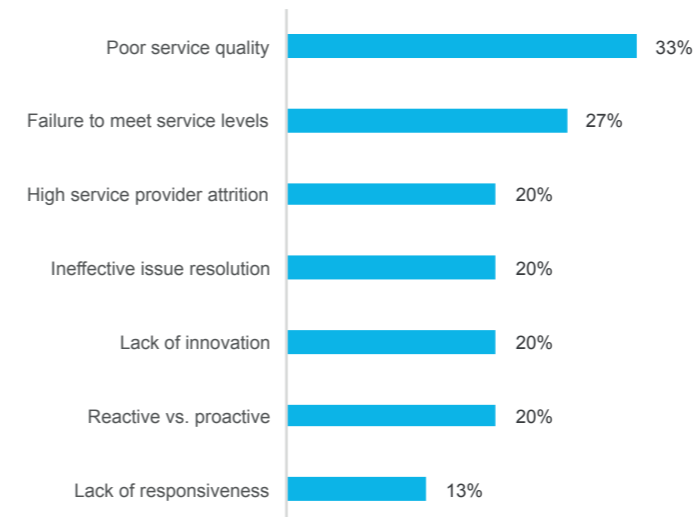 Poor service quality 33%
Failure to meet service levels 27%
High service provider attrition 20%
Ineffective issue resolution 20%
Lack of innovation 20%
Reactive vs. proactive 20%
Lack of responsiveness 13%